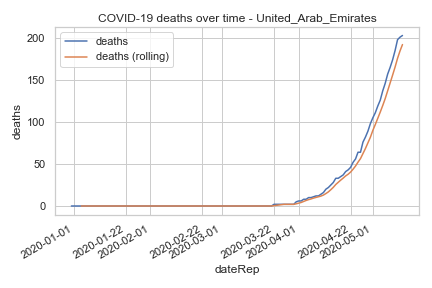 COVID-19 deaths over time - United_Arab_Emirates
deaths
deaths (rolling)
200
150
100
50
0
deaths
2020-01-01
2020-01-22
2020-02-01
2020-02-22
2020-03-01
2020-03-22
2020-04-01
2020-04-22
2020-05-01
dateRep